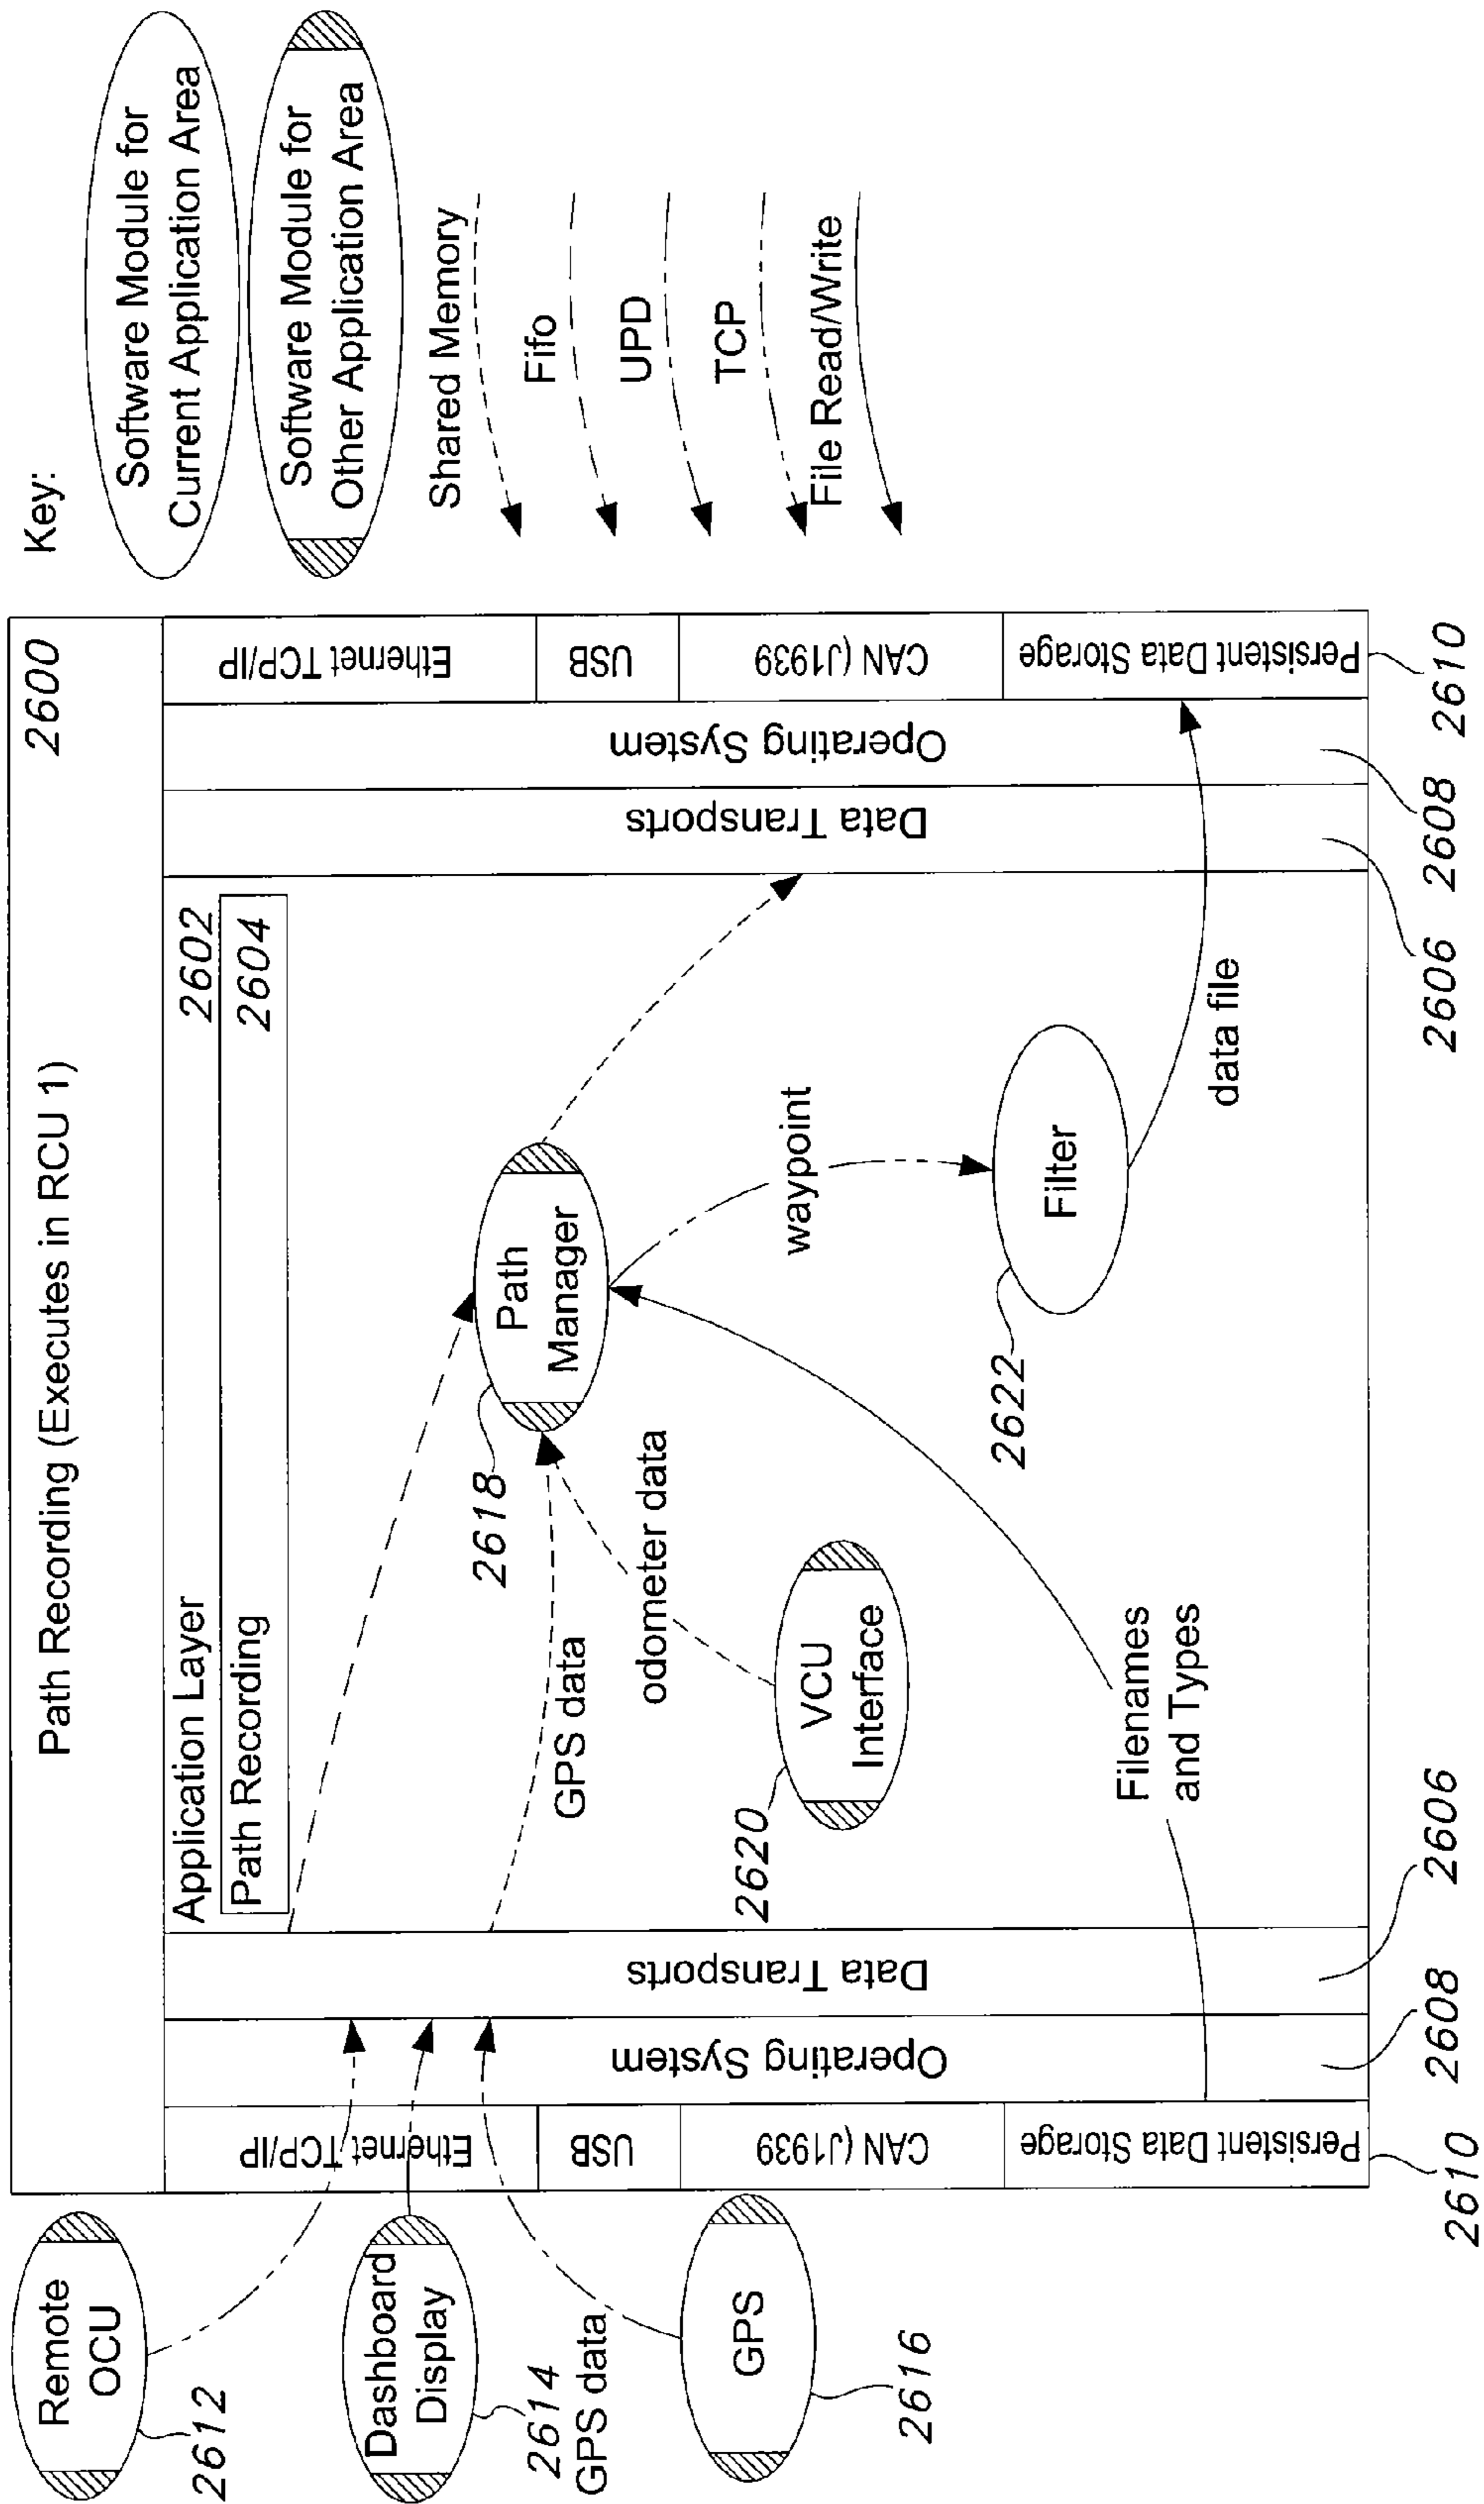 Path Recording (Executes in RCU 1)
2600
Application Layer
2602
Path Recording
2604
Remote
OCU
2612
Dashboard
Display
2614
GPS data
GPS
2616
Ethernet TCP/IP
USB
CAN (J1939
Persistent Data Storage
2610
Operating System
2608
Data Transports
2606
GPS data
odometer data
VCU
Interface
2620
Filenames
and Types
Path
Manager
2618
waypoint
Filter
2622
data file
Data Transports
2606
Operating System
2608
Ethernet TCP/IP
USB
CAN (J1939
Persistent Data Storage
2610
Key:
Software Module for
Current Application Area
Software Module for
Other Application Area
Shared Memory
Fifo
UPD
TCP
File Read/Write